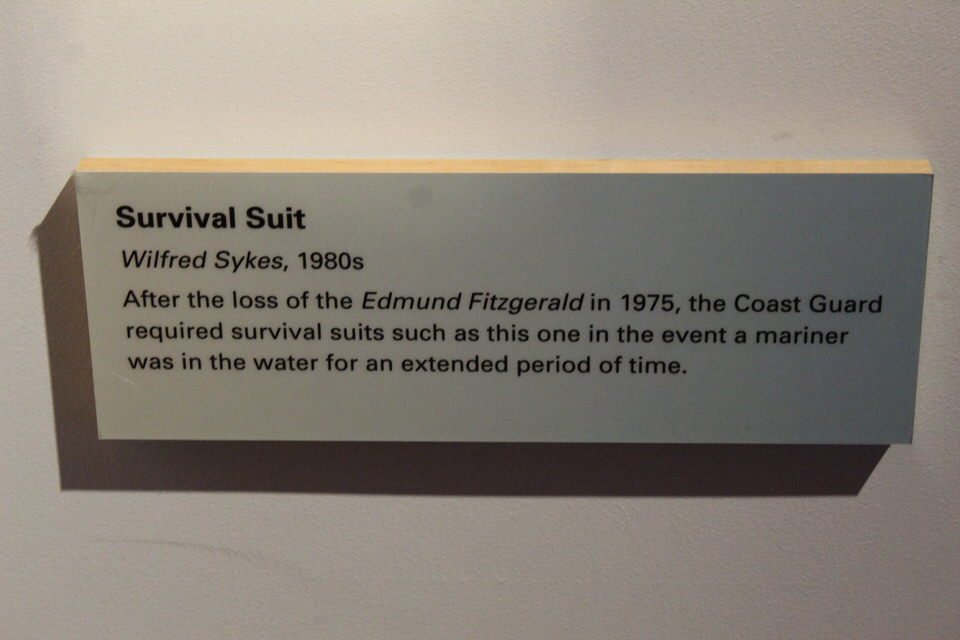 Survival Suit
Wilfred Sykes, 1980s
After the loss of the Edmund Fitzgerald in 1975, the Coast Guard
required survival suits such as this one in the event a mariner
was in the water for an extended period of time.